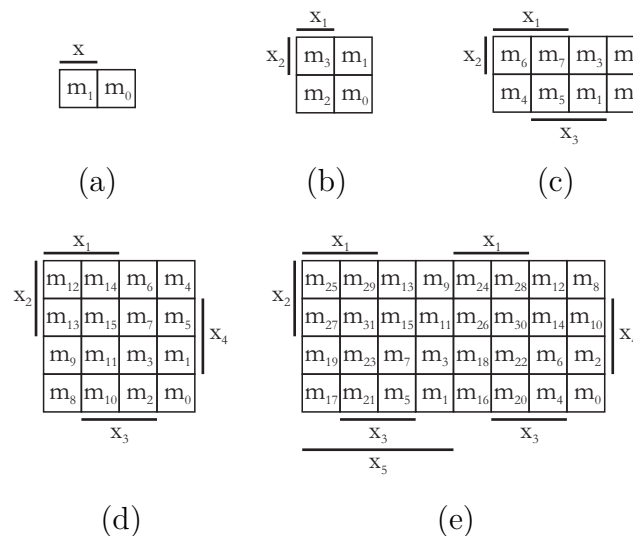 x
m₁ m₀
(a)
x₁
x₂
m₃ m₁
m₂ m₀
(b)
x₁
x₂
m₆ m₇ m₃
m₄ m₅ m₁
x₃
(c)
x₁
x₂
m₁₂ m₁₄ m₆ m₄
m₁₃ m₁₅ m₇ m₅
x₄
m₉ m₁₁ m₃ m₁
m₈ m₁₀ m₂ m₀
x₃
(d)
x₁ x₁
x₂
m₂₅ m₂₉ m₁₃ m₉ m₂₄ m₂₈ m₁₂ m₈
m₂₇ m₃₁ m₁₅ m₁₁ m₂₆ m₃₀ m₁₄ m₁₀
m₁₉ m₂₃ m₇ m₃ m₁₈ m₂₂ m₆ m₂
m₁₇ m₂₁ m₅ m₁ m₁₆ m₂₀ m₄ m₀
x₃ x₃
x₅
(e)